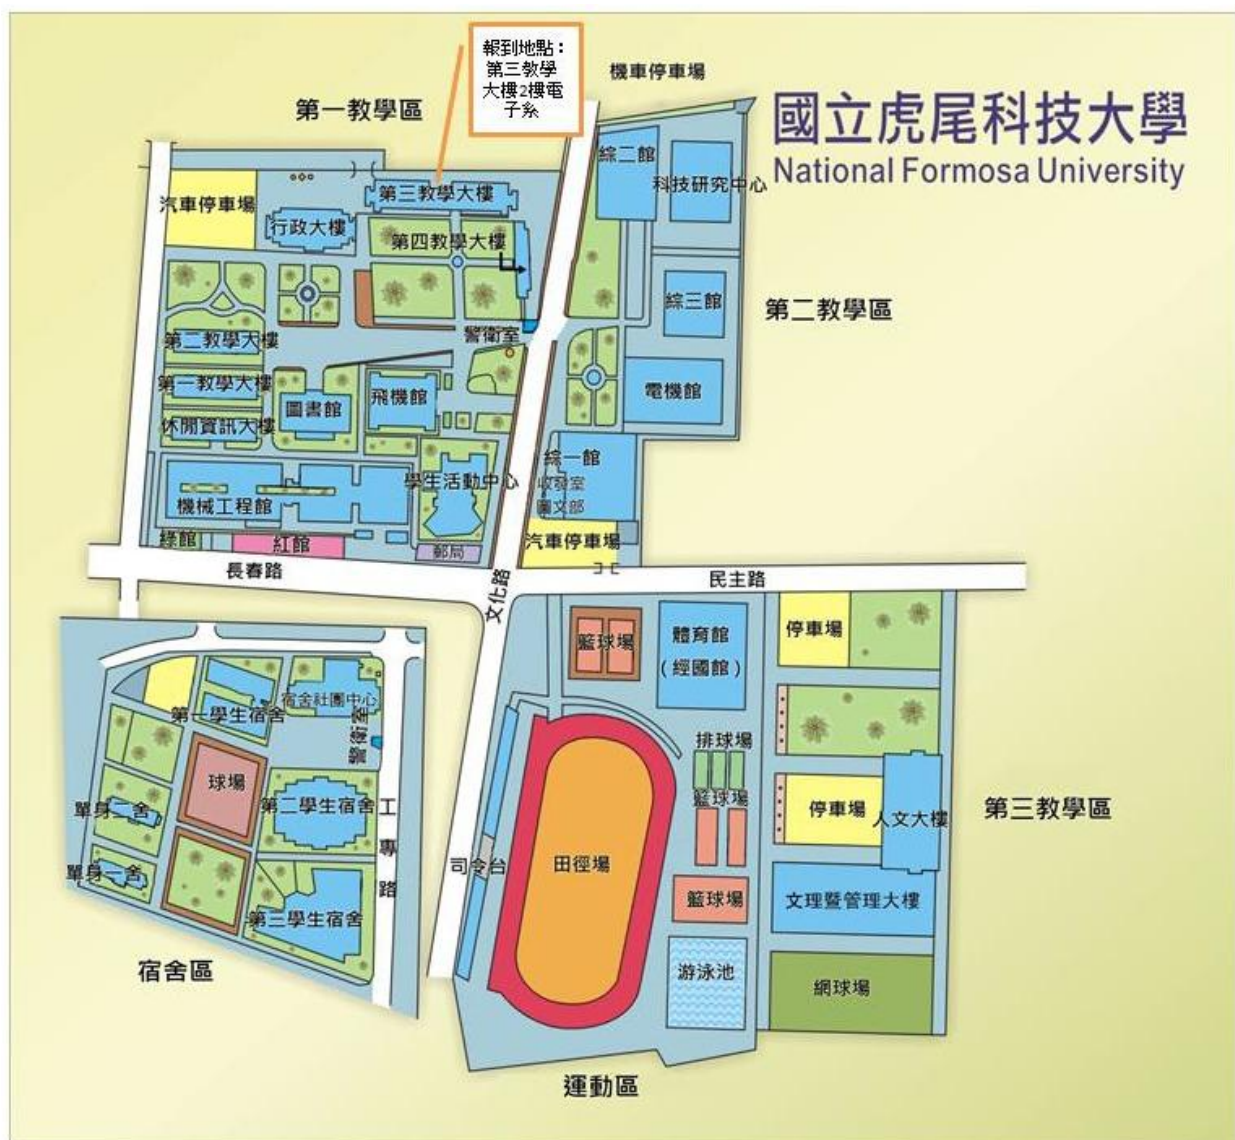 報到地點：
第三教學
大樓2樓電
子系
機車停車場
第一教學區
國立虎尾科技大學
National Formosa University
綜二館
科技研究中心
汽車停車場
第三教學大樓
行政大樓
第四教學大樓
綜三館
第二教學區
警衛室
第二教學大樓
第一教學大樓
圖書館
飛機館
電機館
休閒資訊大樓
綜一館
收發室
圖文部
學生活動中心
機械工程館
汽車停車場
綠館
紅館
郵局
長春路
文化路
民主路
籃球場
體育館
(經國館)
停車場
宿舍社團中心
第一學生宿舍
警衛室
球場
排球場
籃球場
第二學生宿舍
單身二舍
工專路
停車場
人文大樓
第三教學區
單身一舍
司令台
田徑場
籃球場
文理暨管理大樓
第三學生宿舍
宿舍區
游泳池
網球場
運動區